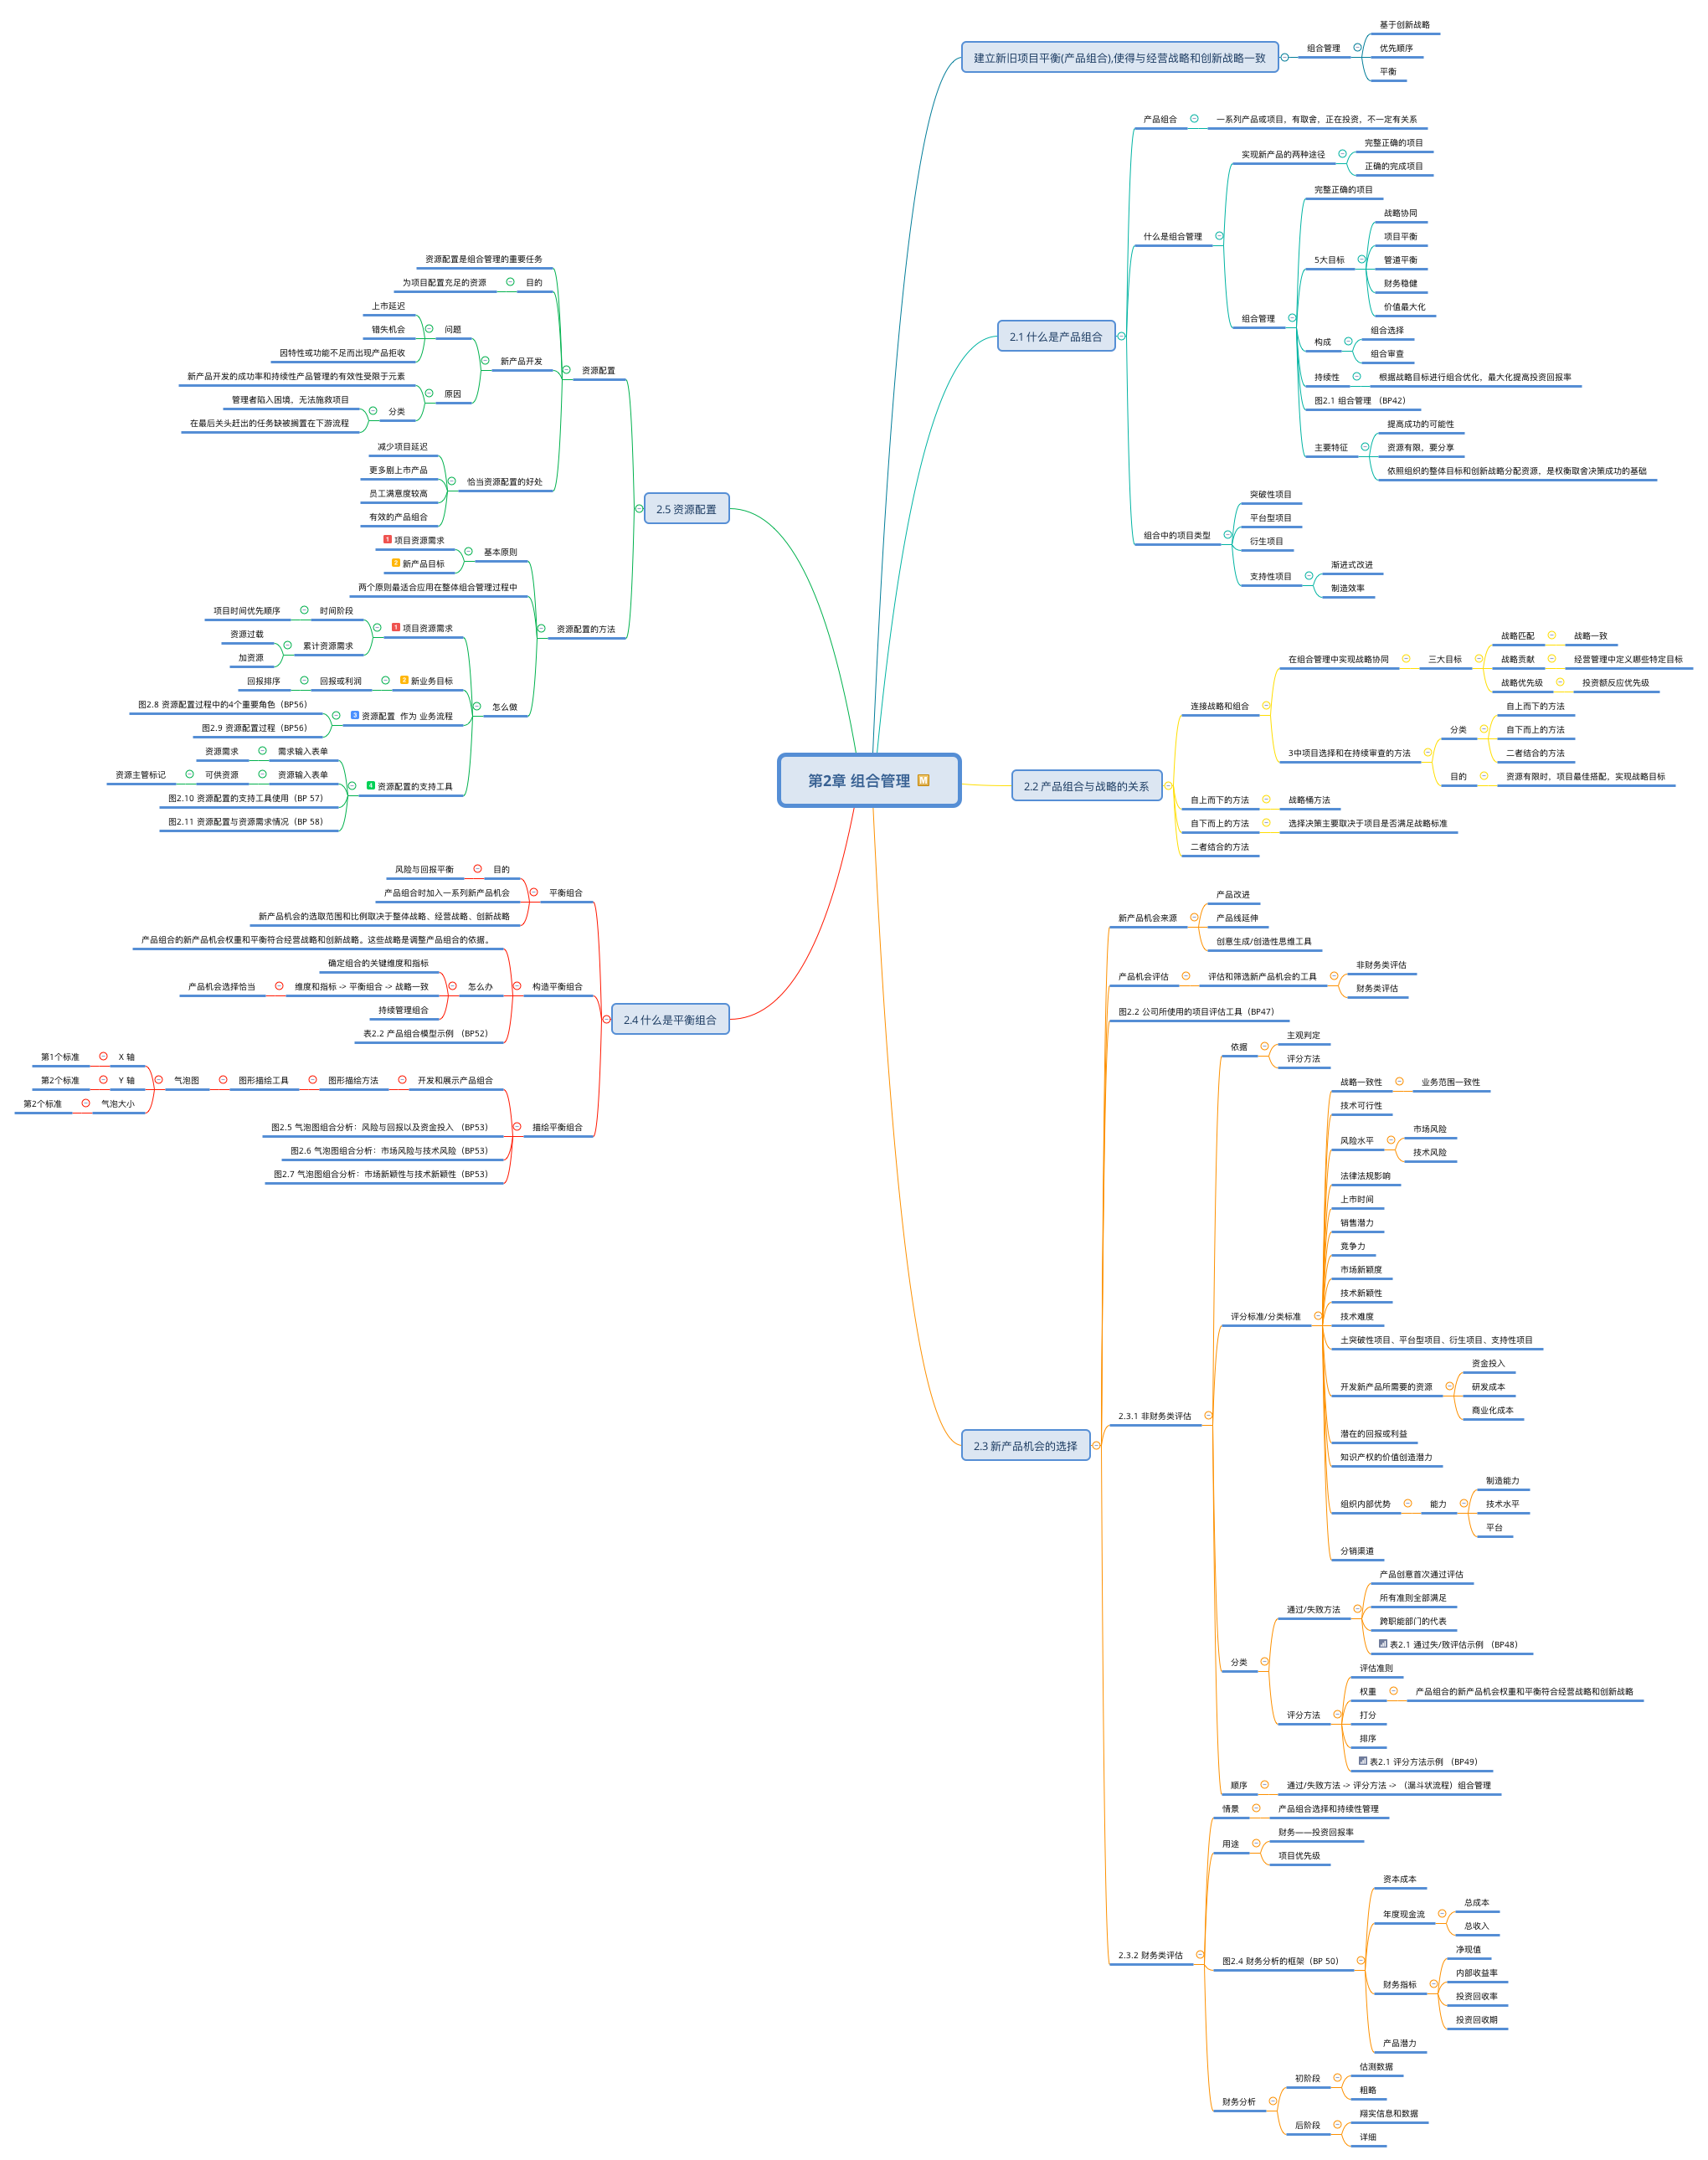 第2章 组合管理
建立新旧项目平衡(产品组合),使得与经营战略和创新战略一致
组合管理
基于创新战略
优先顺序
平衡
2.1 什么是产品组合
产品组合
一系列产品或项目，有取舍，正在投资，不一定有关系
什么是组合管理
实现新产品的两种途径
完整正确的项目
正确的完成项目
组合管理
完整正确的项目
5大目标
战略协同
项目平衡
管道平衡
财务稳健
价值最大化
构成
组合选择
组合审查
持续性
根据战略目标进行组合优化，最大化提高投资回报率
图2.1 组合管理 （BP42）
主要特征
提高成功的可能性
资源有限，要分享
依照组织的整体目标和创新战略分配资源，是权衡取舍决策成功的基础
组合中的项目类型
突破性项目
平台型项目
衍生项目
支持性项目
渐进式改进
制造效率
2.2 产品组合与战略的关系
连接战略和组合
在组合管理中实现战略协同
三大目标
战略匹配
战略一致
战略贡献
经营管理中定义哪些特定目标
战略优先级
投资额反应优先级
3中项目选择和在持续审查的方法
分类
自上而下的方法
自下而上的方法
二者结合的方法
目的
资源有限时，项目最佳搭配，实现战略目标
自上而下的方法
战略桶方法
自下而上的方法
选择决策主要取决于项目是否满足战略标准
二者结合的方法
2.3 新产品机会的选择
新产品机会来源
产品改进
产品线延伸
创意生成/创造性思维工具
产品机会评估
评估和筛选新产品机会的工具
非财务类评估
财务类评估
图2.2 公司所使用的项目评估工具（BP47）
2.3.1 非财务类评估
依据
主观判定
评分方法
评分标准/分类标准
战略一致性
业务范围一致性
技术可行性
风险水平
市场风险
技术风险
法律法规影响
上市时间
销售潜力
竞争力
市场新颖度
技术新颖性
技术难度
土突破性项目、平台型项目、衍生项目、支持性项目
开发新产品所需要的资源
资金投入
研发成本
商业化成本
潜在的回报或利益
知识产权的价值创造潜力
组织内部优势
能力
制造能力
技术水平
平台
分销渠道
分类
通过/失败方法
产品创意首次通过评估
所有准则全部满足
跨职能部门的代表
表2.1 通过失/败评估示例 （BP48）
评分方法
评估准则
权重
产品组合的新产品机会权重和平衡符合经营战略和创新战略
打分
排序
表2.1 评分方法示例 （BP49）
顺序
通过/失败方法 -> 评分方法 -> （漏斗状流程）组合管理
2.3.2 财务类评估
情景
产品组合选择和持续性管理
用途
财务——投资回报率
项目优先级
图2.4 财务分析的框架（BP 50）
资本成本
年度现金流
总成本
总收入
财务指标
净现值
内部收益率
投资回收率
投资回收期
产品潜力
财务分析
初阶段
估测数据
粗略
后阶段
翔实信息和数据
详细
2.4 什么是平衡组合
平衡组合
目的
风险与回报平衡
产品组合时加入一系列新产品机会
新产品机会的选取范围和比例取决于整体战略、经营战略、创新战略
构造平衡组合
产品组合的新产品机会权重和平衡符合经营战略和创新战略。这些战略是调整产品组合的依据。
怎么办
确定组合的关键维度和指标
维度和指标 -> 平衡组合 -> 战略一致
产品机会选择恰当
持续管理组合
表2.2 产品组合模型示例 （BP52）
描绘平衡组合
开发和展示产品组合
图形描绘方法
图形描绘工具
气泡图
X 轴
第1个标准
Y 轴
第2个标准
气泡大小
第2个标准
图2.5 气泡图组合分析：风险与回报以及资金投入 （BP53）
图2.6 气泡图组合分析：市场风险与技术风险（BP53）
图2.7 气泡图组合分析：市场新颖性与技术新颖性（BP53）
2.5 资源配置
资源配置
资源配置是组合管理的重要任务
目的
为项目配置充足的资源
新产品开发
问题
上市延迟
错失机会
因特性或功能不足而出现产品拒收
原因
新产品开发的成功率和持续性产品管理的有效性受限于元素
分类
管理者陷入困境，无法施救项目
在最后关头赶出的任务缺被搁置在下游流程
恰当资源配置的好处
减少项目延迟
更多剧上市产品
员工满意度较高
有效的产品组合
资源配置的方法
基本原则
1 项目资源需求
2 新产品目标
两个原则最适合应用在整体组合管理过程中
怎么做
1 项目资源需求
时间阶段
项目时间优先顺序
累计资源需求
资源过载
加资源
2 新业务目标
回报或利润
回报排序
3 资源配置 作为 业务流程
图2.8 资源配置过程中的4个重要角色（BP56）
图2.9 资源配置过程（BP56）
4 资源配置的支持工具
需求输入表单
资源需求
资源输入表单
可供资源
资源主管标记
图2.10 资源配置的支持工具使用（BP 57）
图2.11 资源配置与资源需求情况（BP 58）